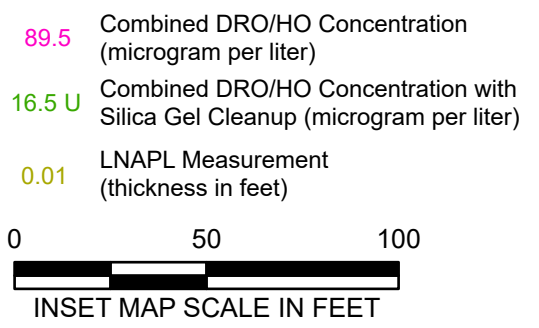 89.5 Combined DRO/HO Concentration
(microgram per liter)
16.5 U Combined DRO/HO Concentration with
Silica Gel Cleanup (microgram per liter)
0.01 LNAPL Measurement
(thickness in feet)
0 50 100
INSET MAP SCALE IN FEET